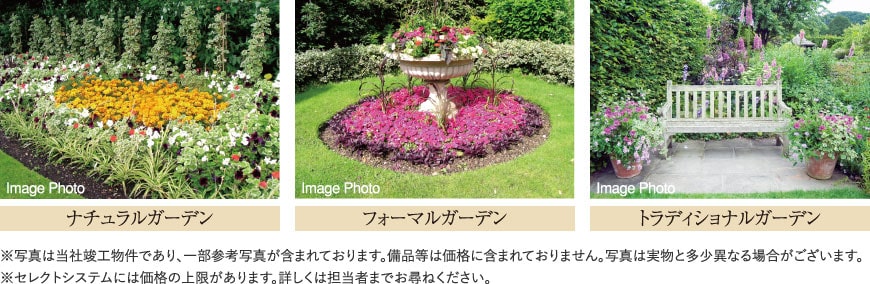 Image Photo
Image Photo
Image Photo
ナチュラルガーデン
フォーマルガーデン
トラディショナルガーデン
※写真は当社竣工物件であり、一部参考写真が含まれております。備品等は価格に含まれておりません。写真は実物と多少異なる場合がございます。
※セレクトシステムには価格の上限があります。詳しくは担当者までお尋ねください。